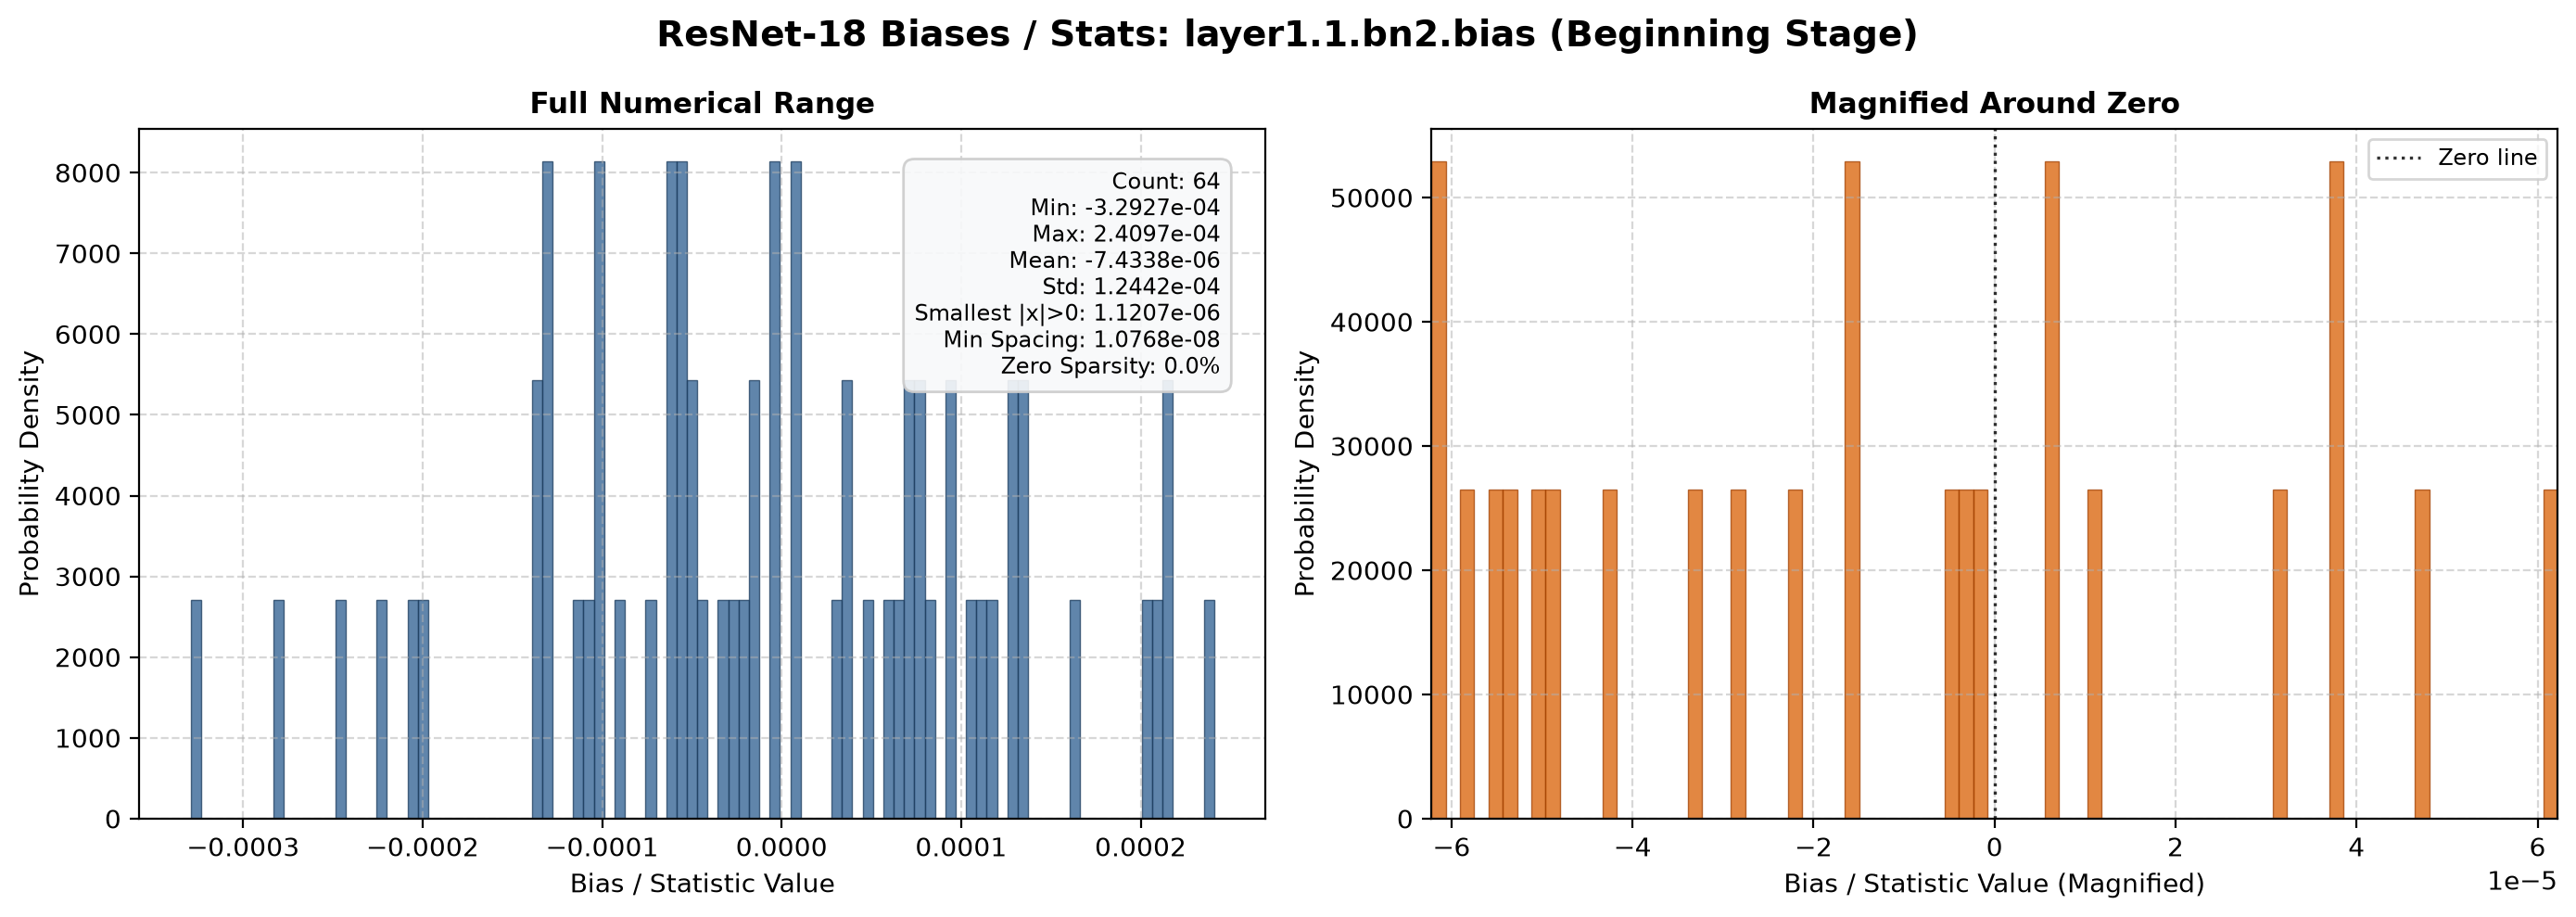 ResNet-18 Biases / Stats: layer1.1.bn2.bias (Beginning Stage)
Full Numerical Range
Probability Density
8000
7000
6000
5000
4000
3000
2000
1000
0
Count: 64
Min: -3.2927e-04
Max: 2.4097e-04
Mean: -7.4338e-06
Std: 1.2442e-04
Smallest |x|>0: 1.1207e-06
Min Spacing: 1.0768e-08
Zero Sparsity: 0.0%
−0.0003 −0.0002 −0.0001 0.0000 0.0001 0.0002
Bias / Statistic Value
Magnified Around Zero
Probability Density
50000
40000
30000
20000
10000
0
Zero line
−6 −4 −2 0 2 4 6
1e−5
Bias / Statistic Value (Magnified)